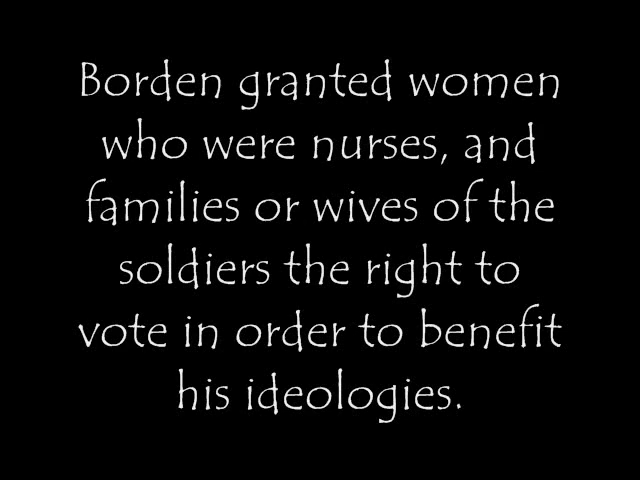 Borden granted women
who were nurses, and
families or wives of the
soldiers the right to
vote in order to benefit
his ideologies.